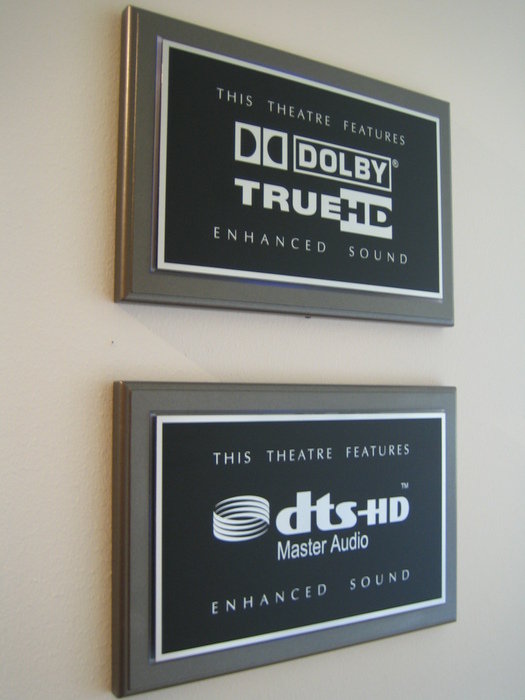 THIS THEATRE FEATURES
DOLBY®
TRUEHD
ENHANCED SOUND
THIS THEATRE FEATURES
dts-HD™
Master Audio
ENHANCED SOUND